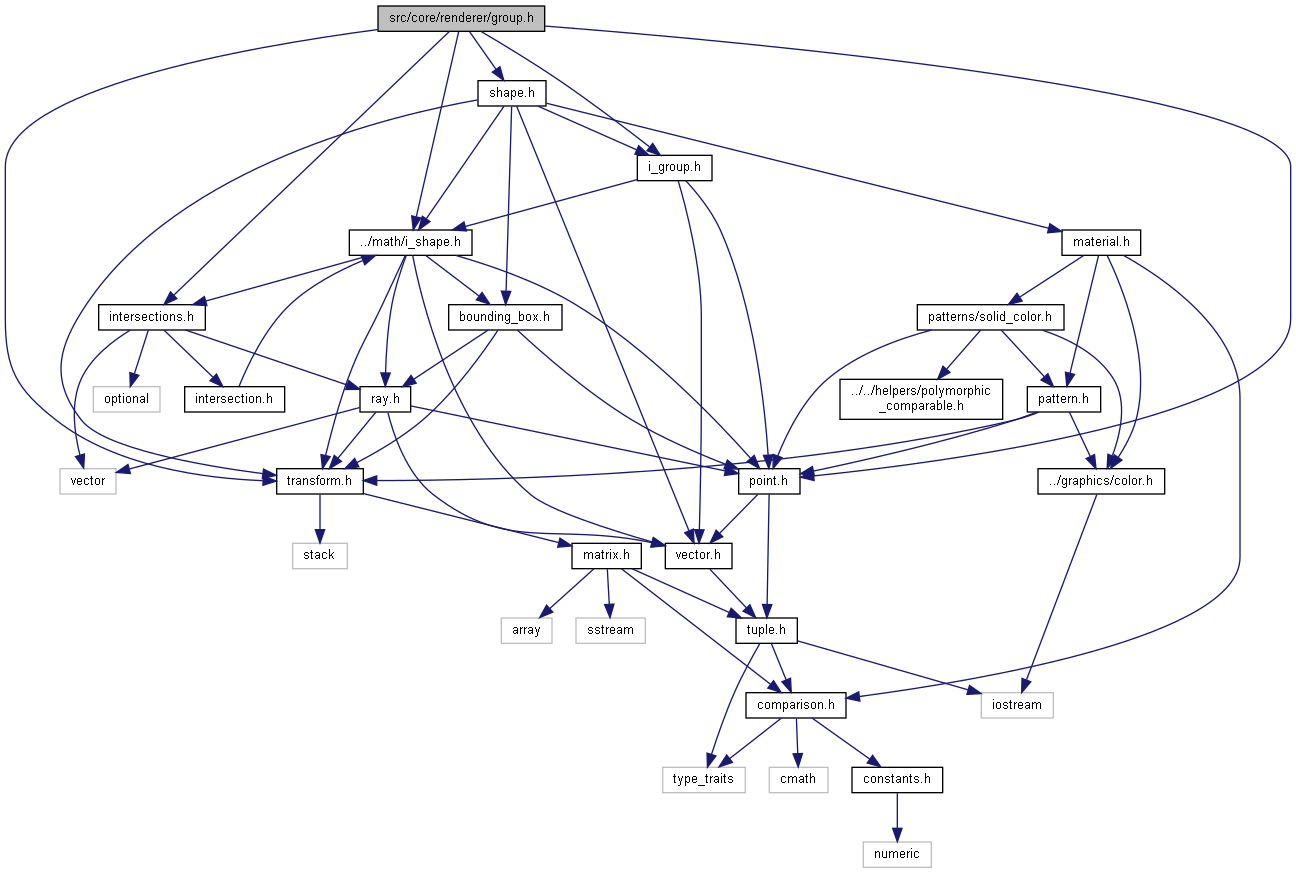 src/core/renderer/group.h
shape.h
i_group.h
../math/i_shape.h
material.h
intersections.h
bounding_box.h
patterns/solid_color.h
optional
intersection.h
ray.h
../../helpers/polymorphic
_comparable.h
pattern.h
vector
transform.h
point.h
../graphics/color.h
stack
matrix.h
vector.h
array
sstream
tuple.h
comparison.h
iostream
type_traits
cmath
constants.h
numeric